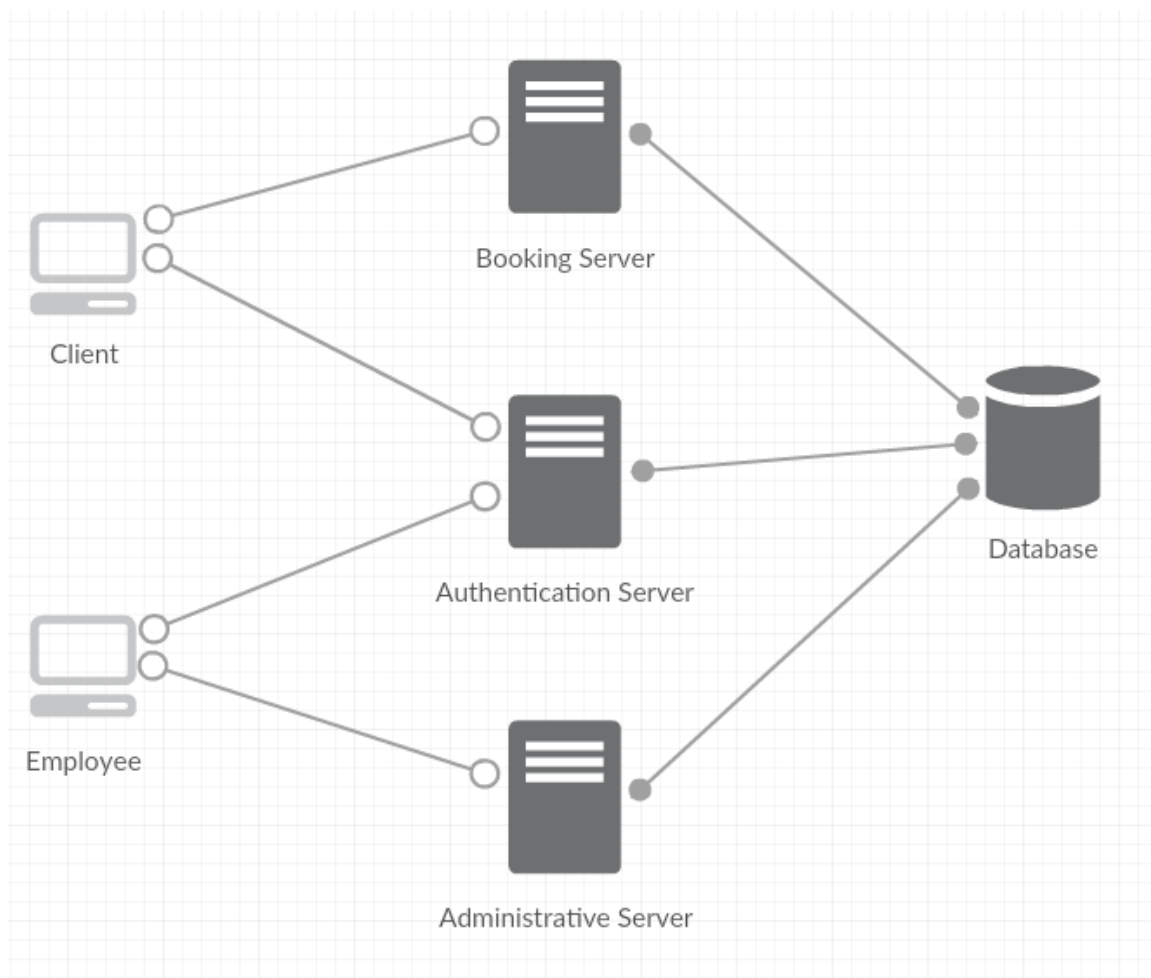 Booking Server
Client
Authentication Server
Database
Employee
Administrative Server